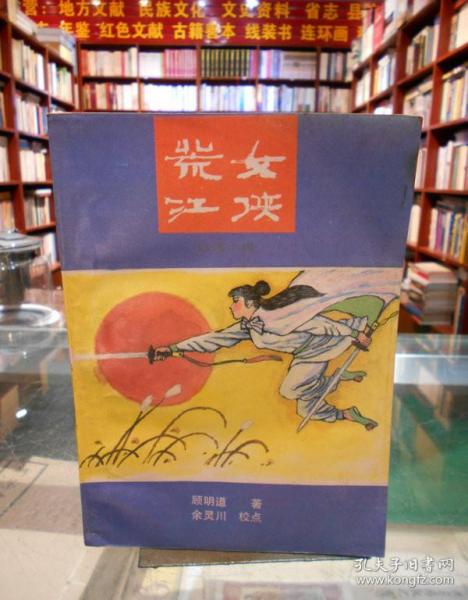 营：地方文献 民族文化 文史资料 省志 县
年鉴 红色文献 古籍善本 线装书 连环画
荒女
江侠
顾明道 著
余灵川 校点
孔夫子旧书网
www.kongfz.com